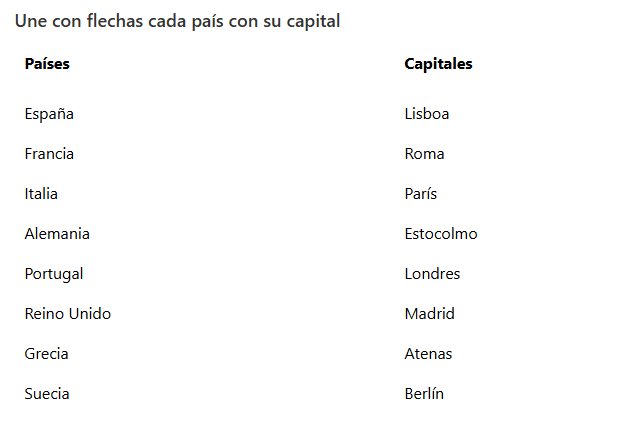 Une con flechas cada país con su capital
Países Capitales
España Lisboa
Francia Roma
Italia París
Alemania Estocolmo
Portugal Londres
Reino Unido Madrid
Grecia Atenas
Suecia Berlín